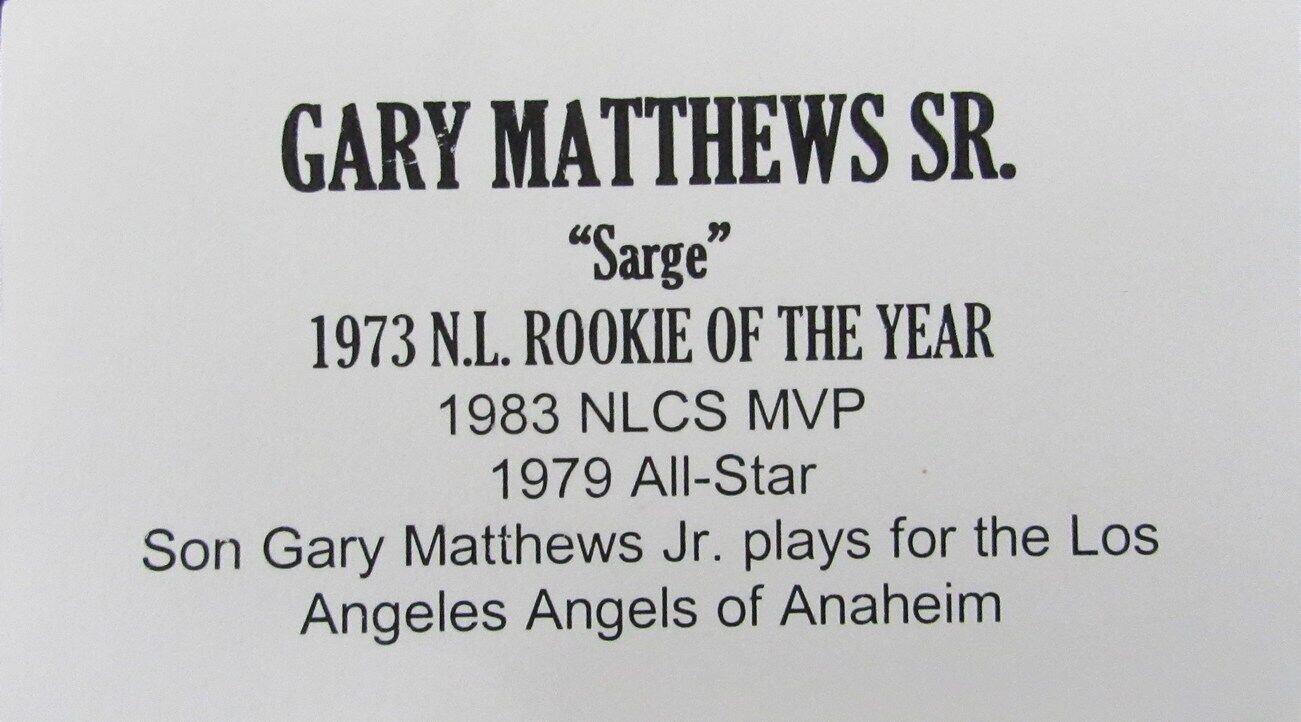 GARY MATTHEWS SR.
“Sarge”
1973 N.L. ROOKIE OF THE YEAR
1983 NLCS MVP
1979 All-Star
Son Gary Matthews Jr. plays for the Los
Angeles Angels of Anaheim